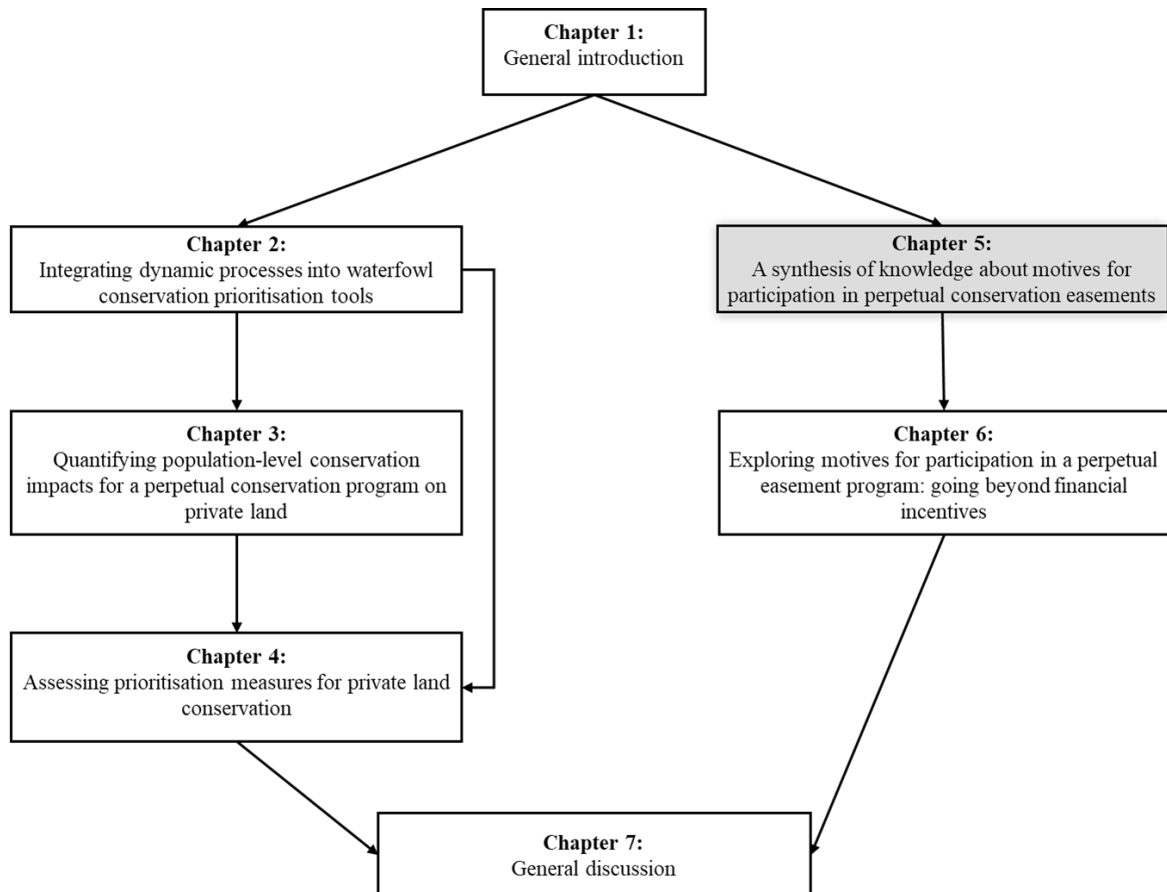 Chapter 1:
General introduction
Chapter 2:
Integrating dynamic processes into waterfowl
conservation prioritisation tools
Chapter 5:
A synthesis of knowledge about motives for
participation in perpetual conservation easements
Chapter 3:
Quantifying population-level conservation
impacts for a perpetual conservation program on
private land
Chapter 6:
Exploring motives for participation in a perpetual
easement program: going beyond financial
incentives
Chapter 4:
Assessing prioritisation measures for private land
conservation
Chapter 7:
General discussion